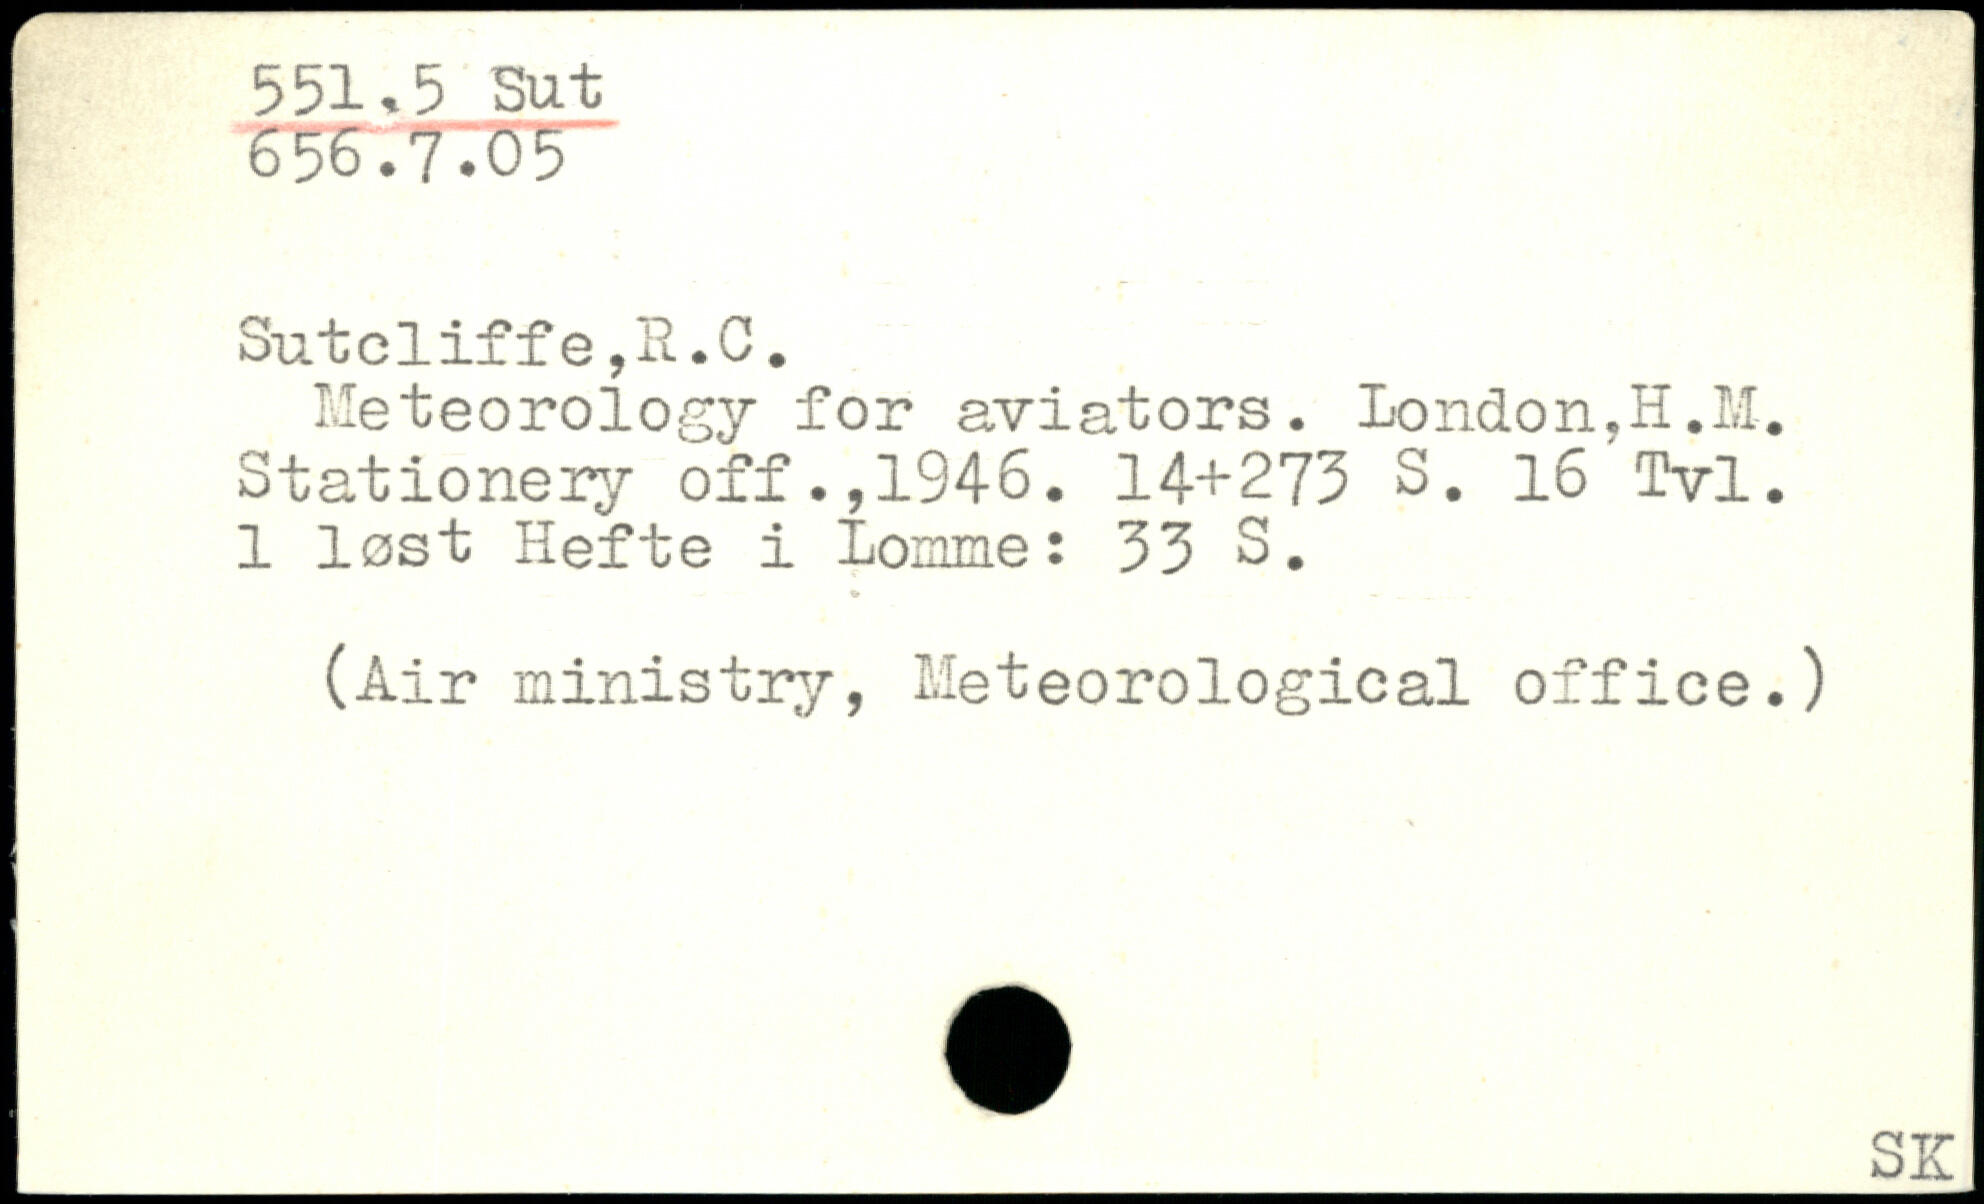 551.5 Sut
656.7.05
Sutcliffe,R.C.
Meteorology for aviators. London,H.M.
Stationery off.,1946. 14+273 S. 16 Tvl.
1 løst Hefte i Lomme: 33 S.
(Air ministry, Meteorological office.)
SK